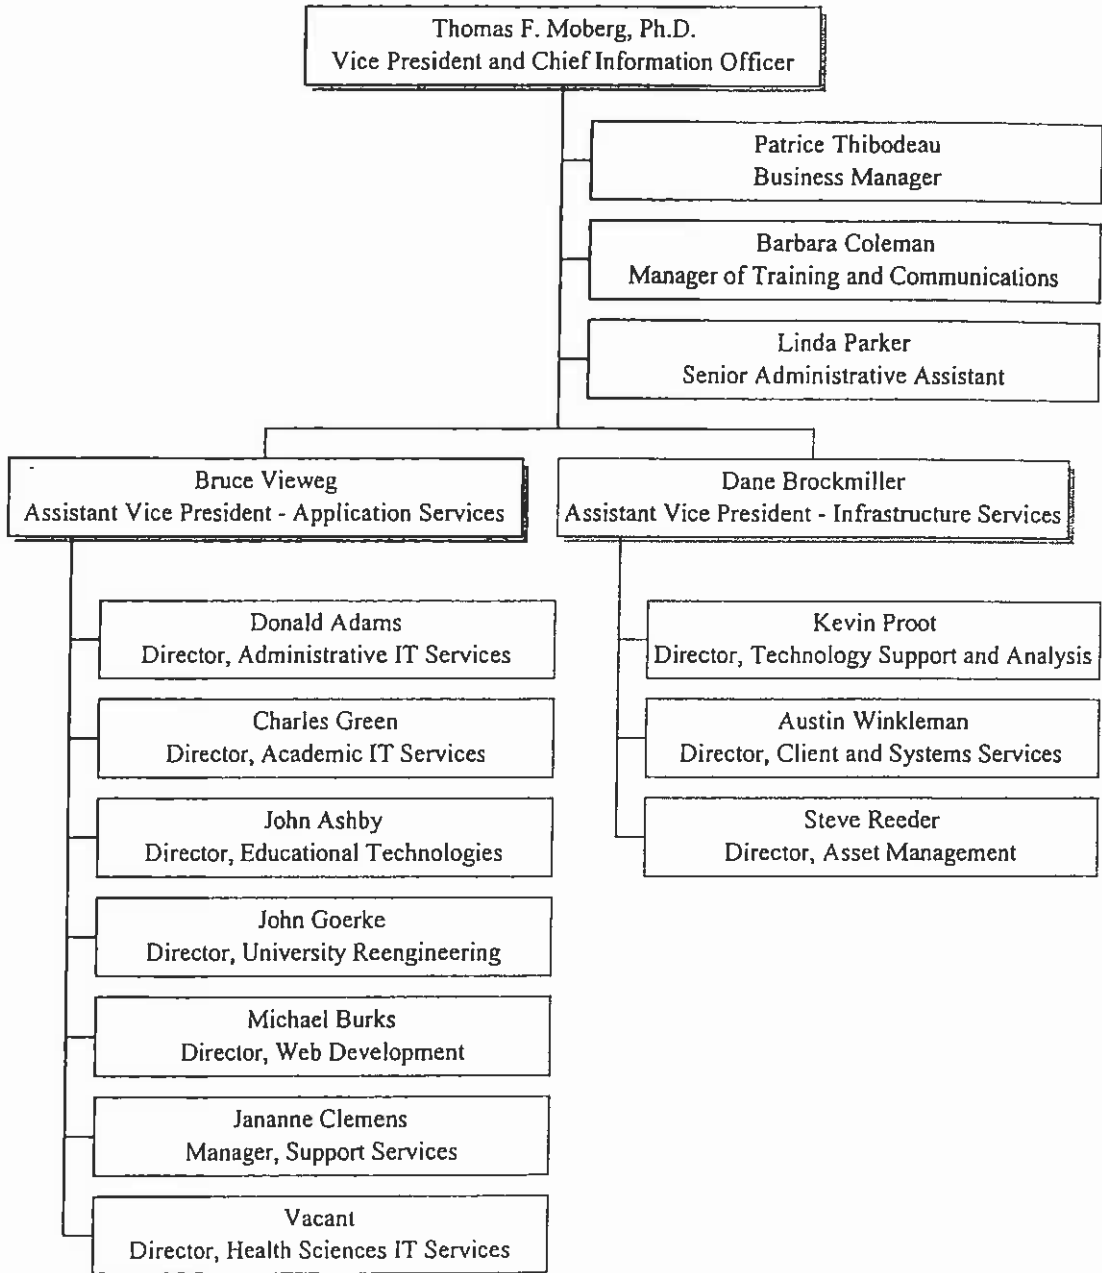 Thomas F. Moberg, Ph.D.
Vice President and Chief Information Officer
Patrice Thibodeau
Business Manager
Barbara Coleman
Manager of Training and Communications
Linda Parker
Senior Administrative Assistant
Bruce Vieweg
Assistant Vice President - Application Services
Dane Brockmiller
Assistant Vice President - Infrastructure Services
Donald Adams
Director, Administrative IT Services
Charles Green
Director, Academic IT Services
John Ashby
Director, Educational Technologies
John Goerke
Director, University Reengineering
Michael Burks
Director, Web Development
Jananne Clemens
Manager, Support Services
Vacant
Director, Health Sciences IT Services
Kevin Proot
Director, Technology Support and Analysis
Austin Winkleman
Director, Client and Systems Services
Steve Reeder
Director, Asset Management